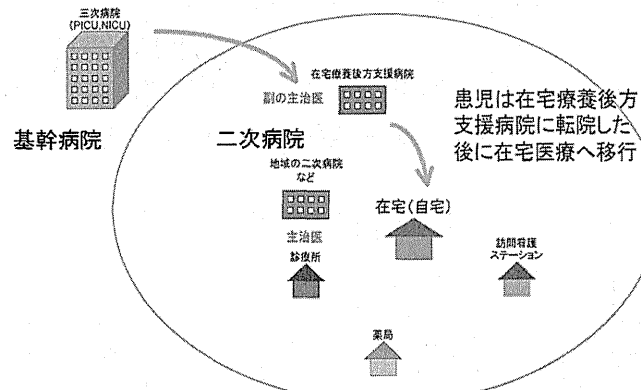 三次病院
(PICU,NICU)
基幹病院
在宅療養後方支援病院
副の主治医
二次病院
地域の二次病院
など
主治医
診療所
患児は在宅療養後方
支援病院に転院した
後に在宅医療へ移行
在宅(自宅)
訪問看護
ステーション
薬局